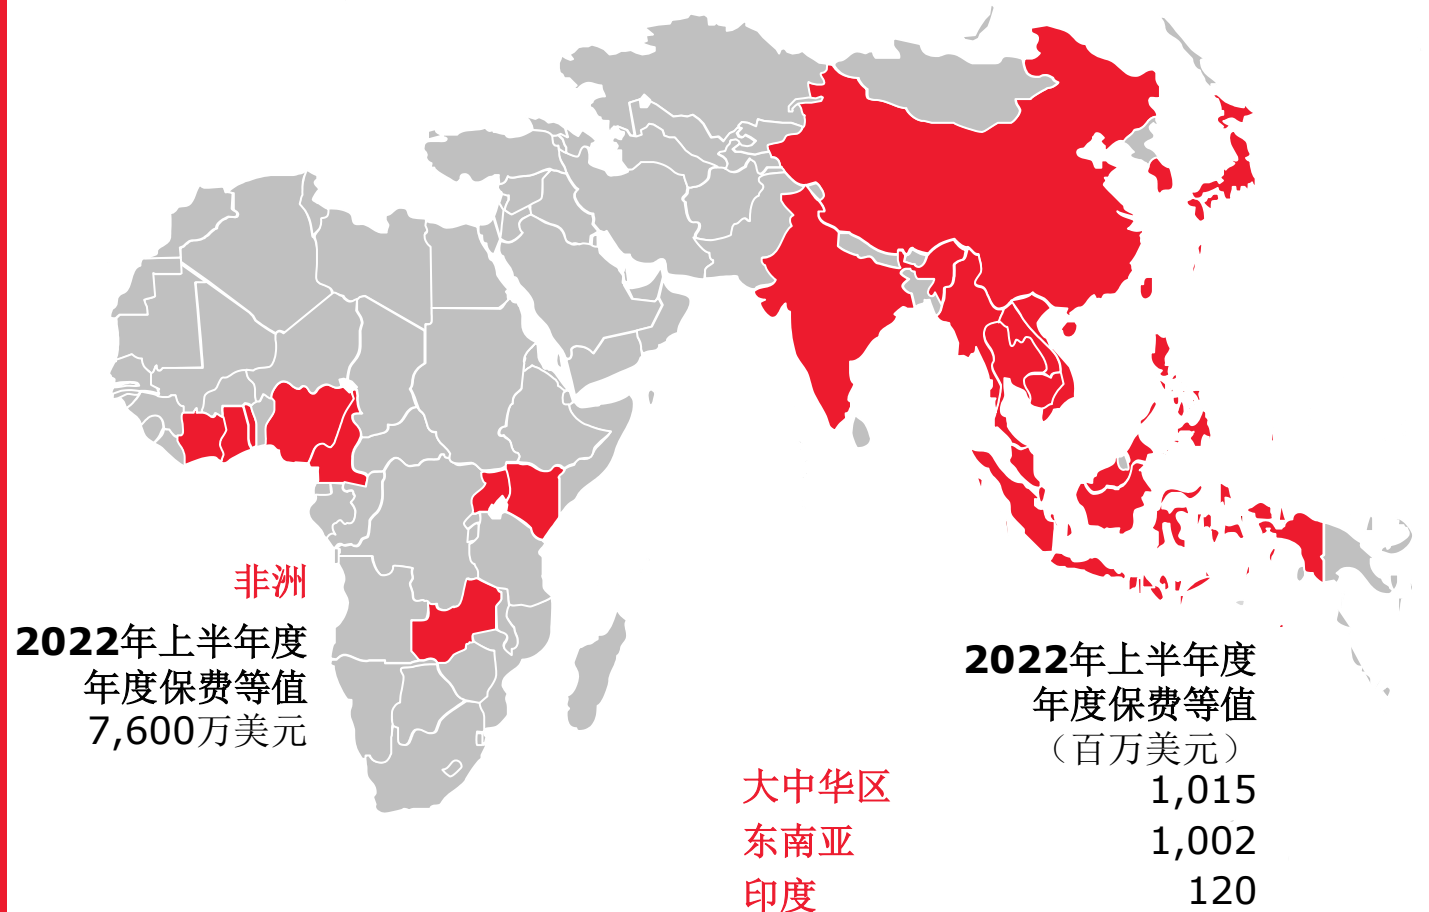 非洲
2022年上半年度
年度保费等值
7,600万美元
2022年上半年度
年度保费等值
（百万美元）
大中华区 1,015
东南亚 1,002
印度 120